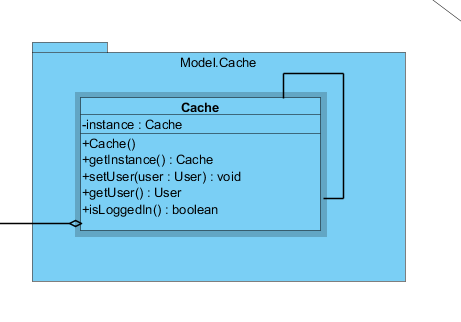 Model.Cache
Cache
-instance : Cache
+Cache()
+getInstance() : Cache
+setUser(user : User) : void
+getUser() : User
+isLoggedIn() : boolean